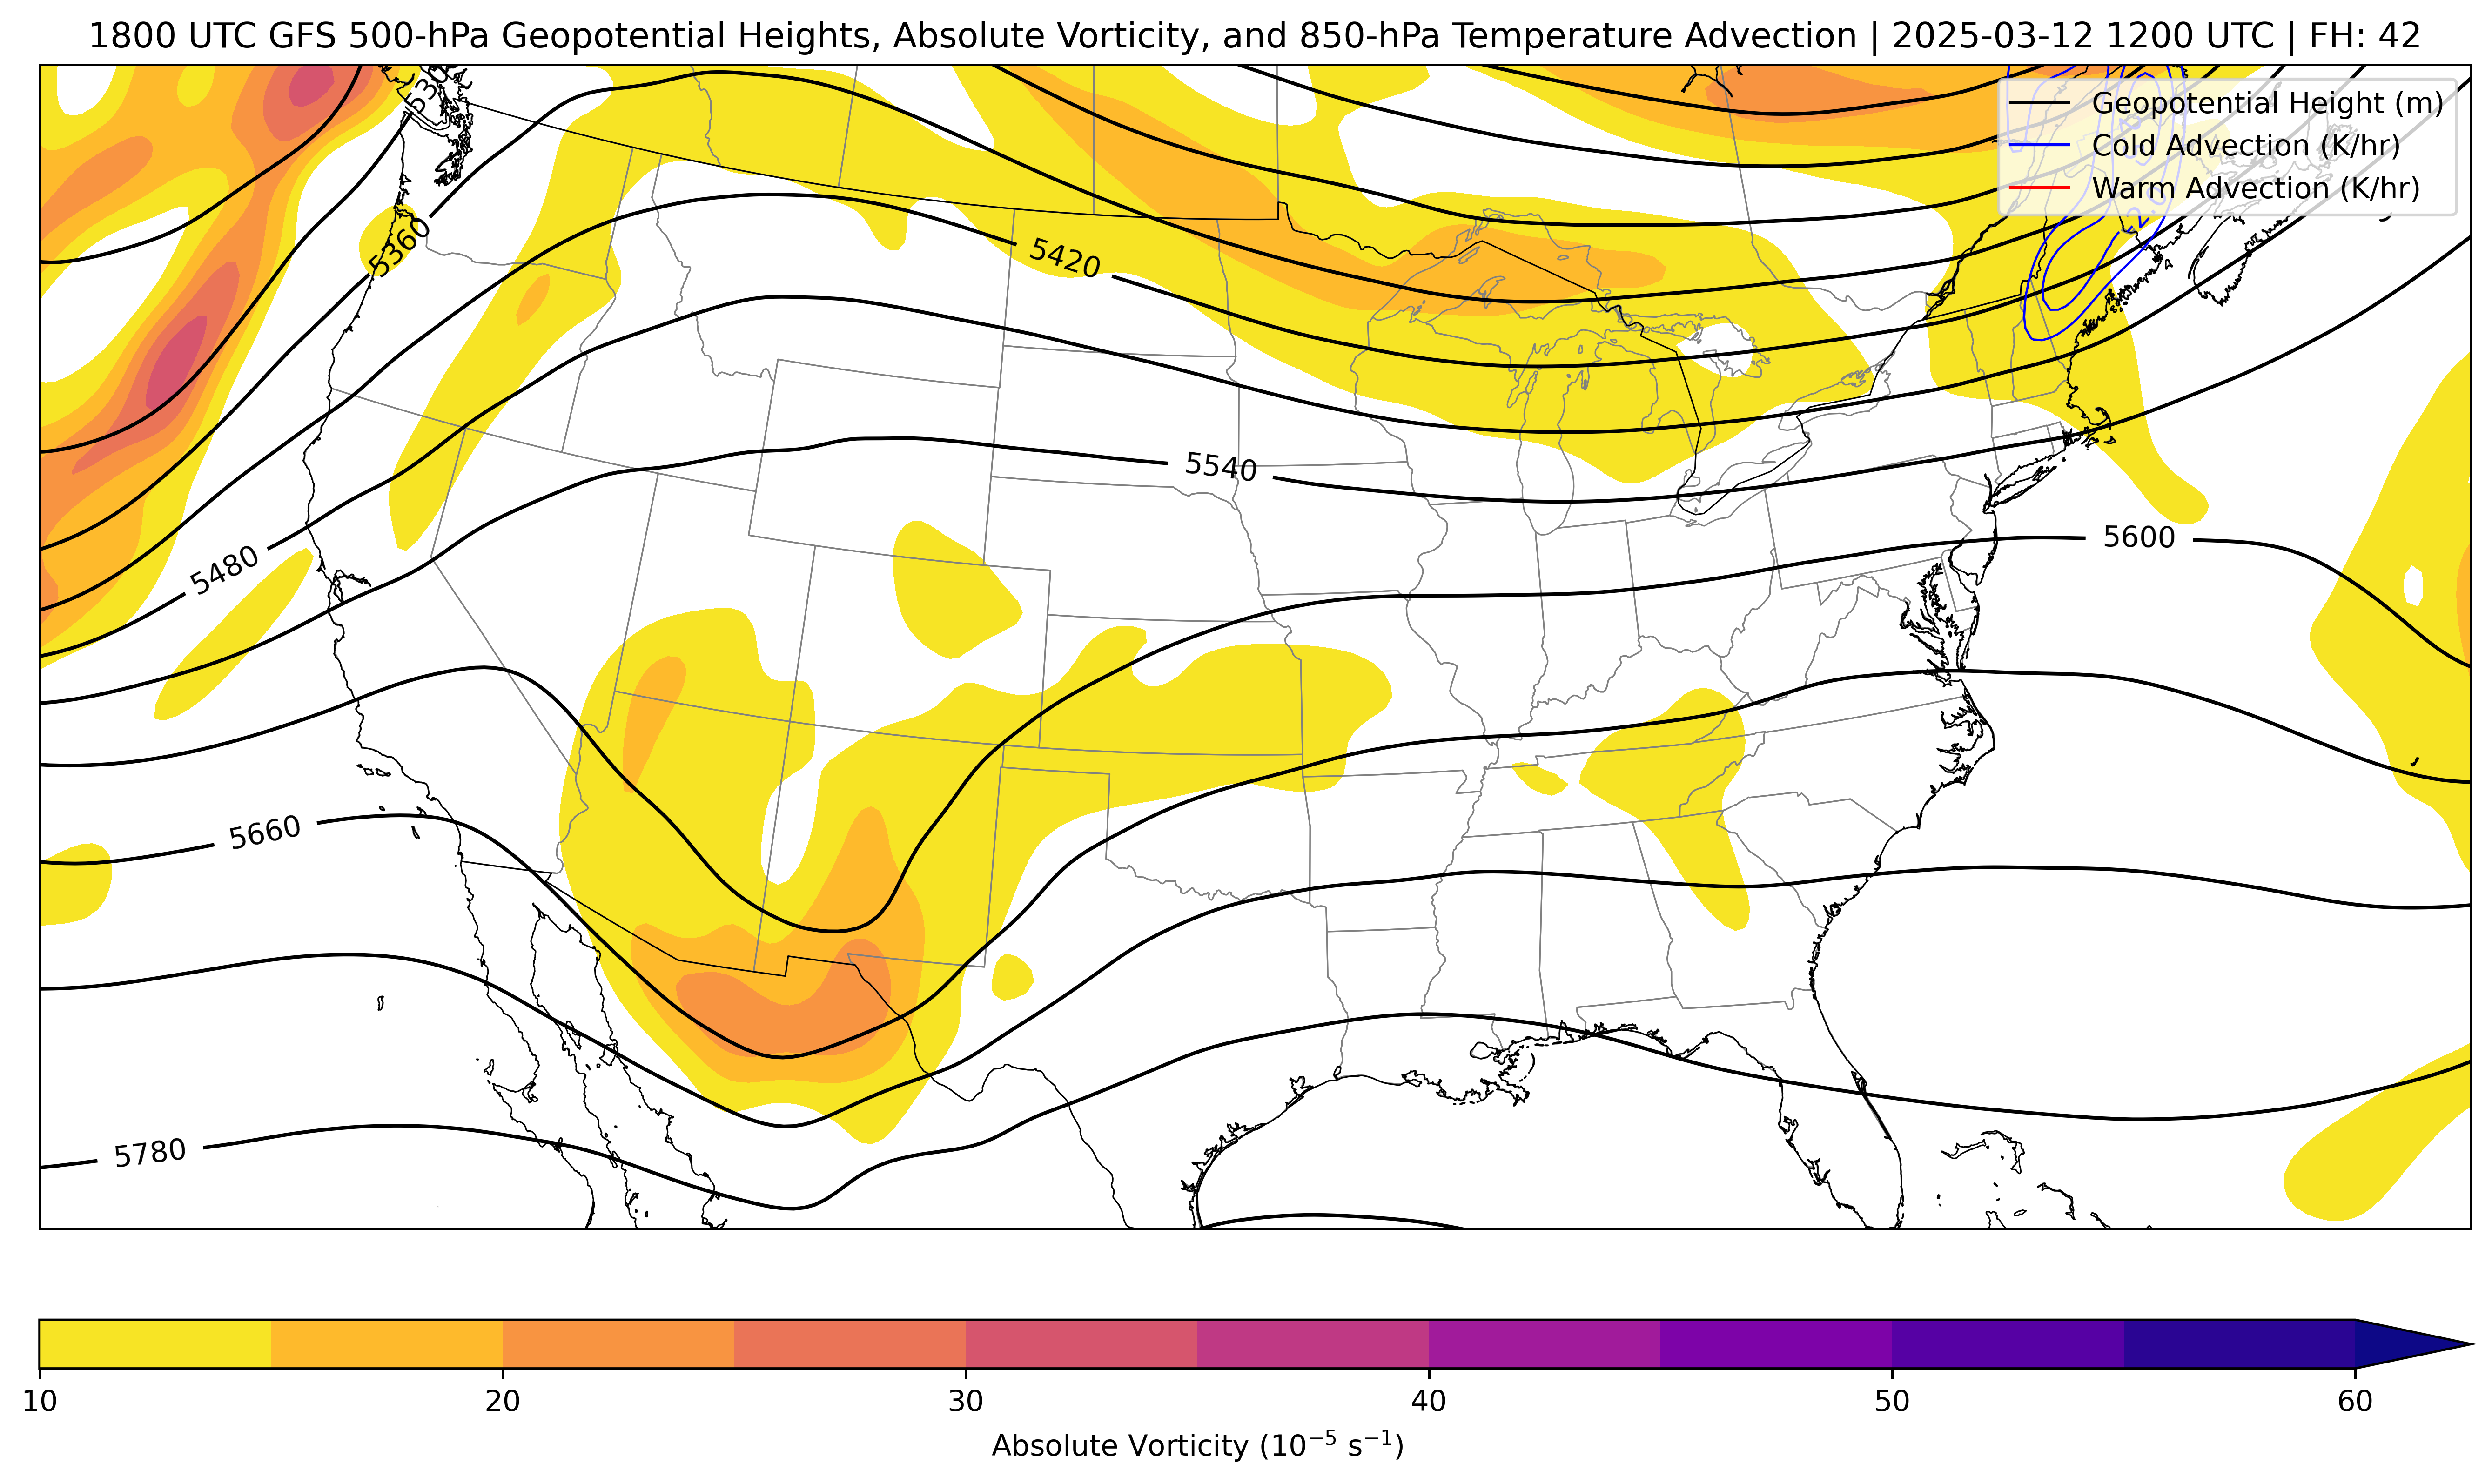 1800 UTC GFS 500-hPa Geopotential Heights, Absolute Vorticity, and 850-hPa Temperature Advection | 2025-03-12 1200 UTC | FH: 42
Geopotential Height (m)
Cold Advection (K/hr)
Warm Advection (K/hr)
5360
5420
5540
5480
5600
5660
5780
10
20
30
40
50
60
Absolute Vorticity (10⁻⁵ s⁻¹)